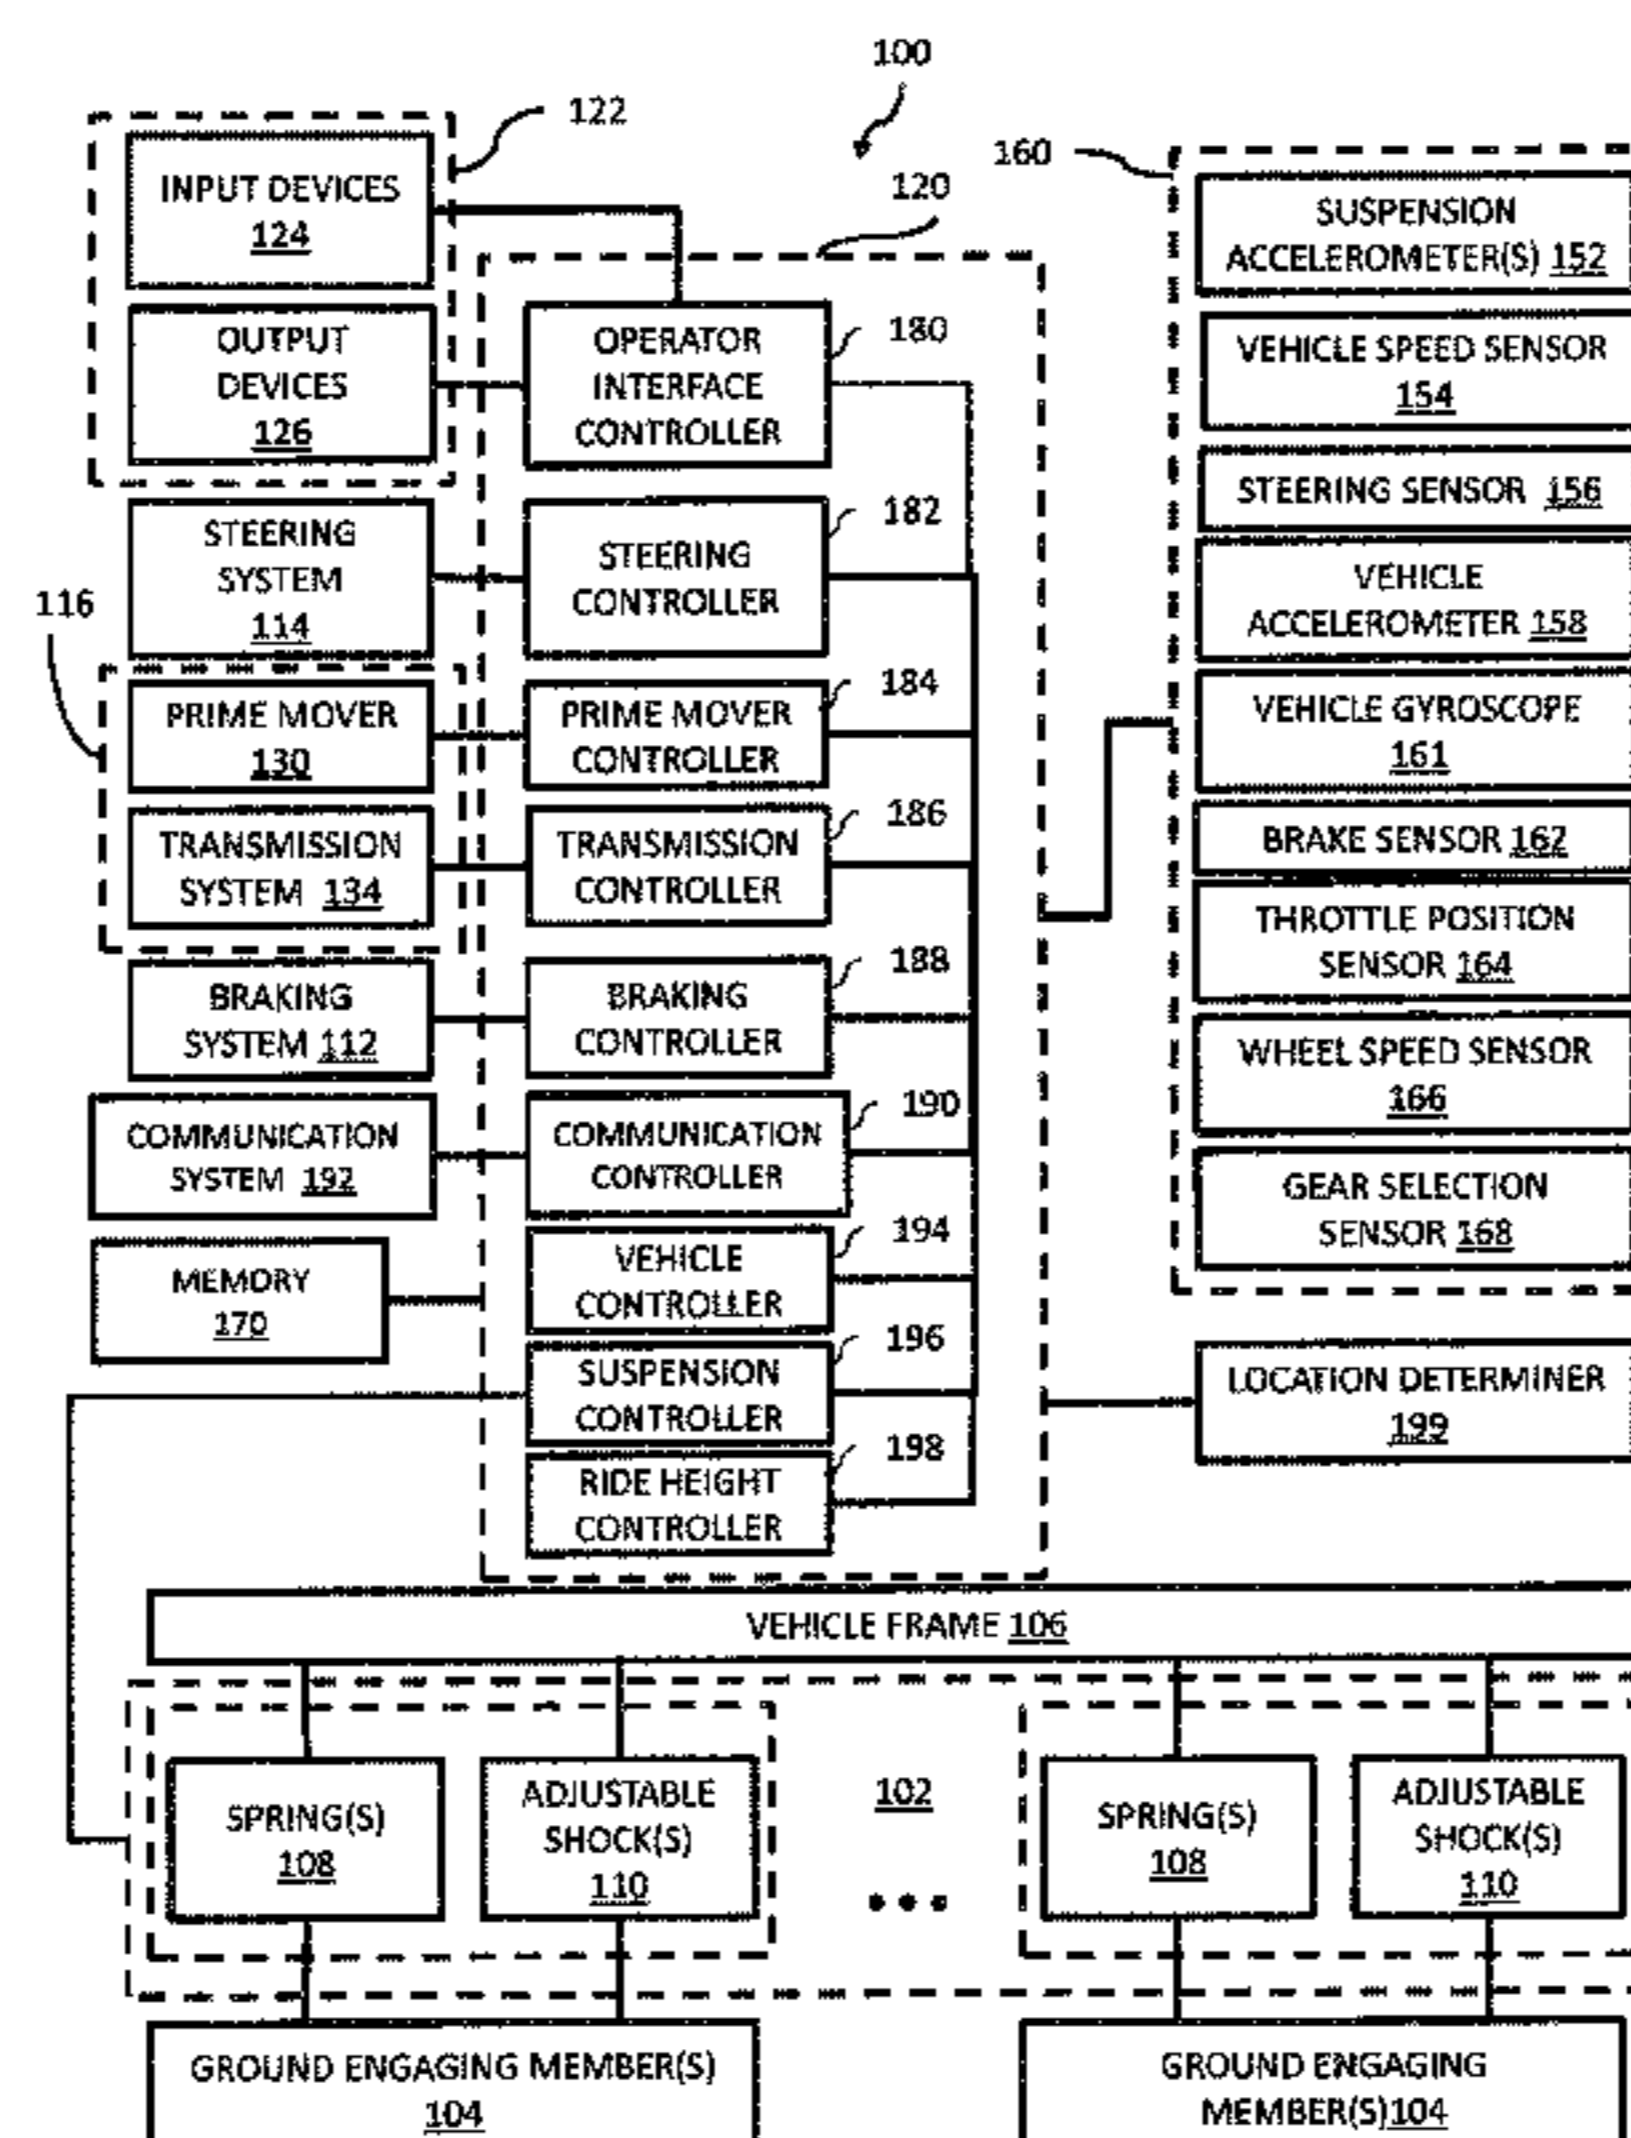 100
122
160
120
INPUT DEVICES
124
OUTPUT
DEVICES
126
OPERATOR
INTERFACE
CONTROLLER
180
STEERING
SYSTEM
114
STEERING
CONTROLLER
182
116
PRIME MOVER
130
PRIME MOVER
CONTROLLER
184
TRANSMISSION
SYSTEM 134
TRANSMISSION
CONTROLLER
186
BRAKING
SYSTEM 112
BRAKING
CONTROLLER
188
COMMUNICATION
SYSTEM 192
COMMUNICATION
CONTROLLER
190
MEMORY
170
VEHICLE
CONTROLLER
194
SUSPENSION
CONTROLLER
196
RIDE HEIGHT
CONTROLLER
198
SUSPENSION
ACCELEROMETER(S) 152
VEHICLE SPEED SENSOR
154
STEERING SENSOR 156
VEHICLE
ACCELEROMETER 158
VEHICLE GYROSCOPE
161
BRAKE SENSOR 162
THROTTLE POSITION
SENSOR 164
WHEEL SPEED SENSOR
166
GEAR SELECTION
SENSOR 168
LOCATION DETERMINER
199
VEHICLE FRAME 106
SPRING(S)
108
ADJUSTABLE
SHOCK(S)
110
102
SPRING(S)
108
ADJUSTABLE
SHOCK(S)
110
GROUND ENGAGING MEMBER(S)
104
GROUND ENGAGING
MEMBER(S)104